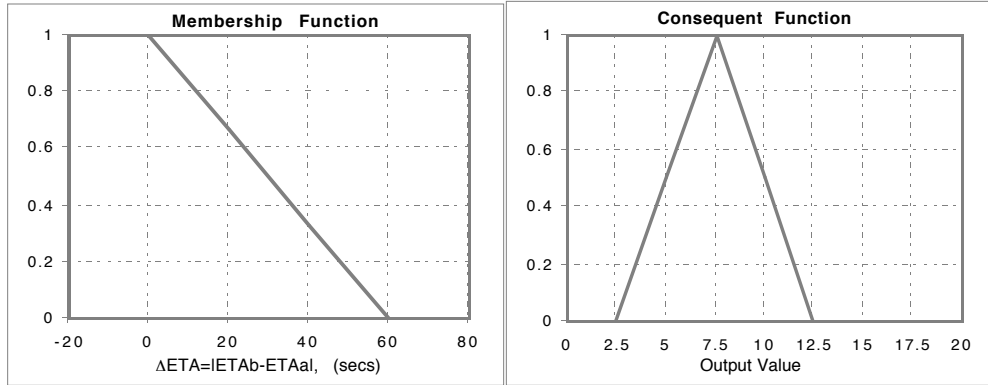 Membership Function
1
0.8
0.6
0.4
0.2
0
-20 0 20 40 60 80
ΔETA=|ETAb-ETAa|, (secs)
Consequent Function
1
0.8
0.6
0.4
0.2
0
0 2.5 5 7.5 10 12.5 15 17.5 20
Output Value